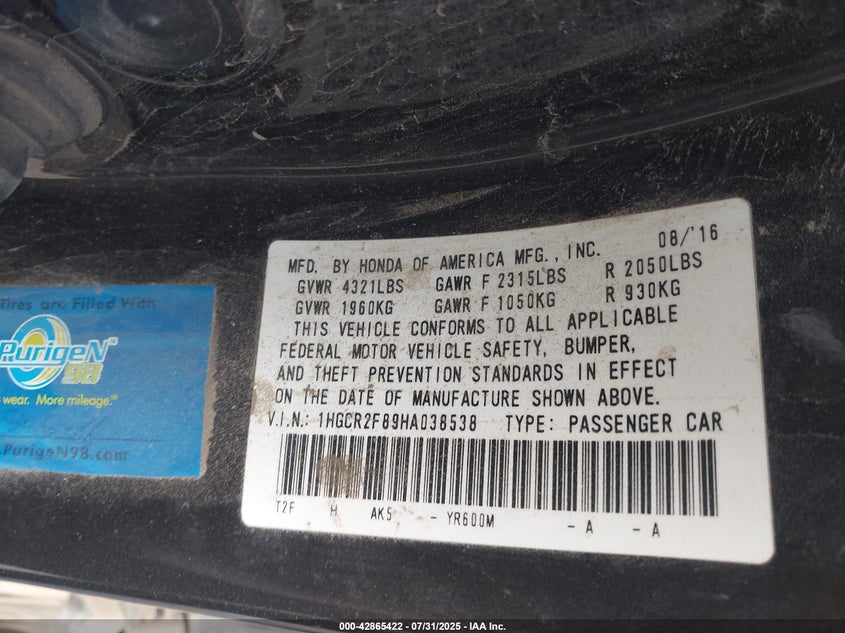 MFD. BY HONDA OF AMERICA MFG., INC. 08/'16
GVWR 4321LBS GAWR F 2315LBS R 2050LBS
GVWR 1960KG GAWR F 1050KG R 930KG
THIS VEHICLE CONFORMS TO ALL APPLICABLE
FEDERAL MOTOR VEHICLE SAFETY, BUMPER,
AND THEFT PREVENTION STANDARDS IN EFFECT
ON THE DATE OF MANUFACTURE SHOWN ABOVE.
V.I.N.: 1HGCR2F89HA038538 TYPE: PASSENGER CAR
T2F H AK5 - YR600M - A - A
Tires are Filled With
PurigeN™
98
wear. More mileage.™
PurigeN98.com
000-42865422 - 07/31/2025 - IAA Inc.